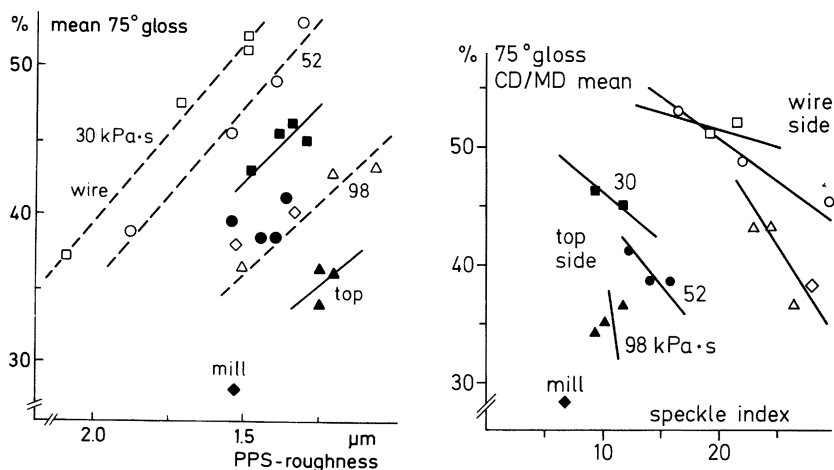 % mean 75° gloss
50
52
30 kPa·s
wire
98
40
top
30
mill
2.0
1.5
µm
PPS-roughness
% 75° gloss
CD/MD mean
wire
side
50
30
top
side
40
52
98 kPa·s
mill
30
speckle index
10
20